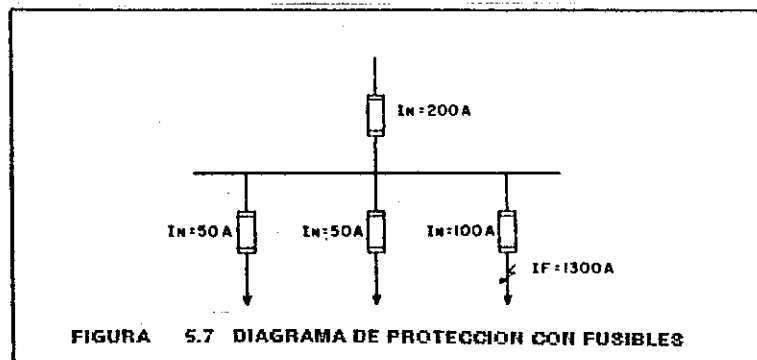 IN=200A
IN=50A IN=50A IN=100A
IF=1300A
FIGURA 5.7 DIAGRAMA DE PROTECCION CON FUSIBLES